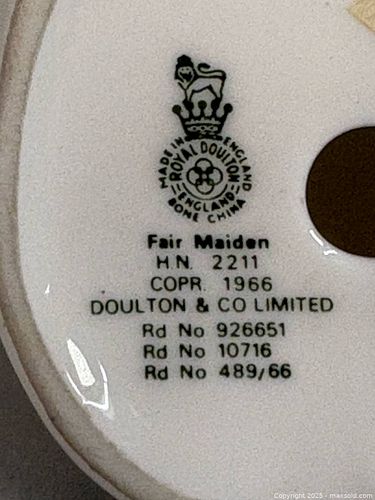 MADE IN ENGLAND
ROYAL DOULTON
ENGLAND
BONE CHINA
Fair Maiden
H.N. 2211
COPR. 1966
DOULTON & CO LIMITED
Rd No 926651
Rd No 10716
Rd No 489/66
Copyright 2025 - maxsold.com